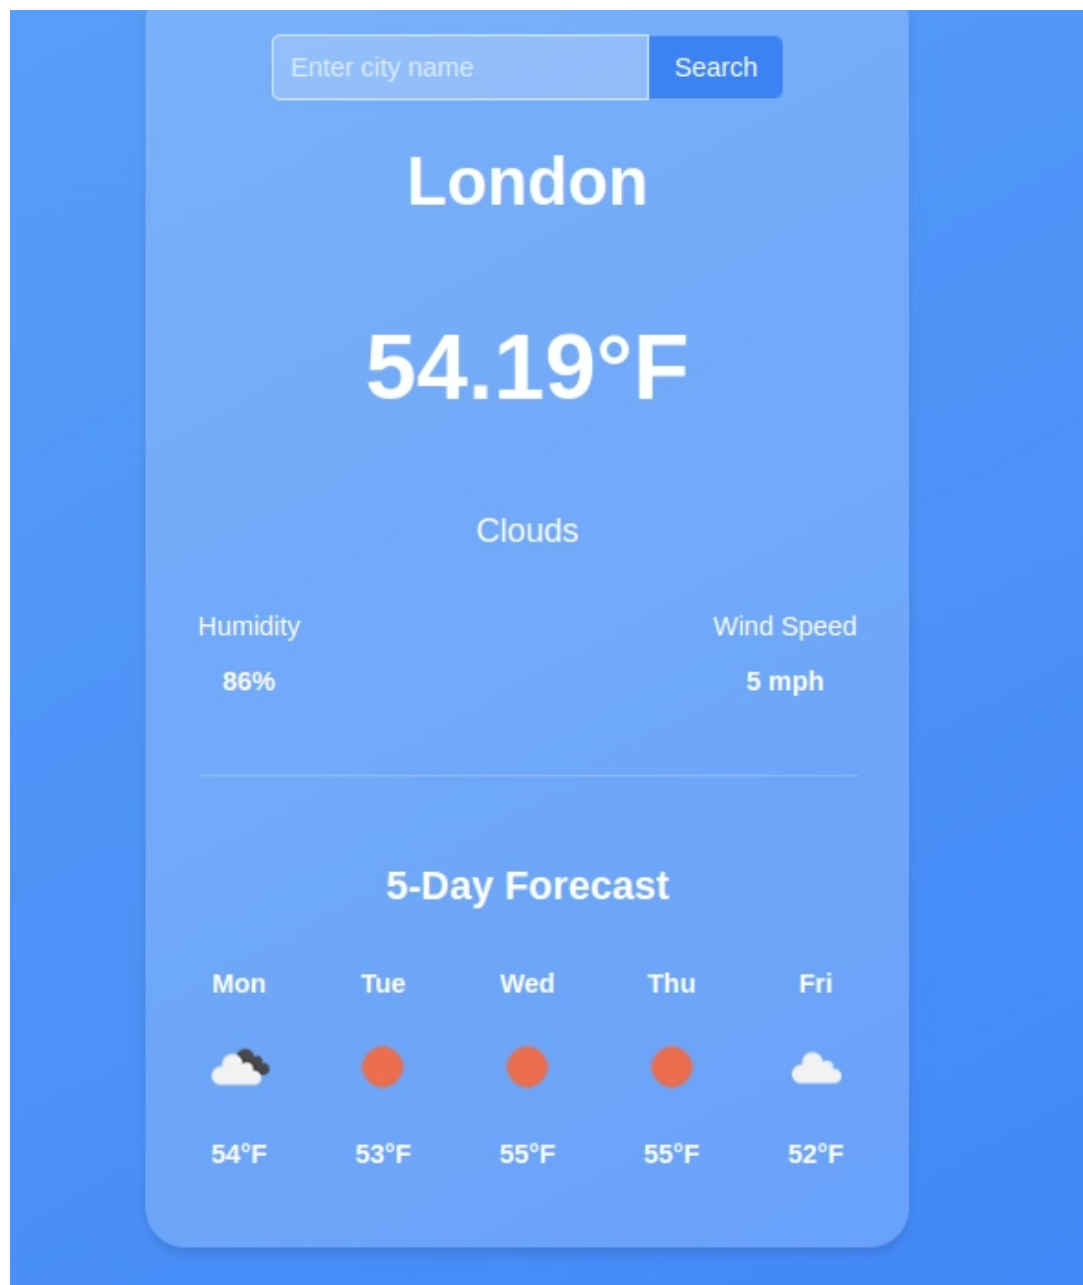 Enter city name Search
London
54.19°F
Clouds
Humidity Wind Speed
86% 5 mph
5-Day Forecast
Mon Tue Wed Thu Fri
54°F 53°F 55°F 55°F 52°F